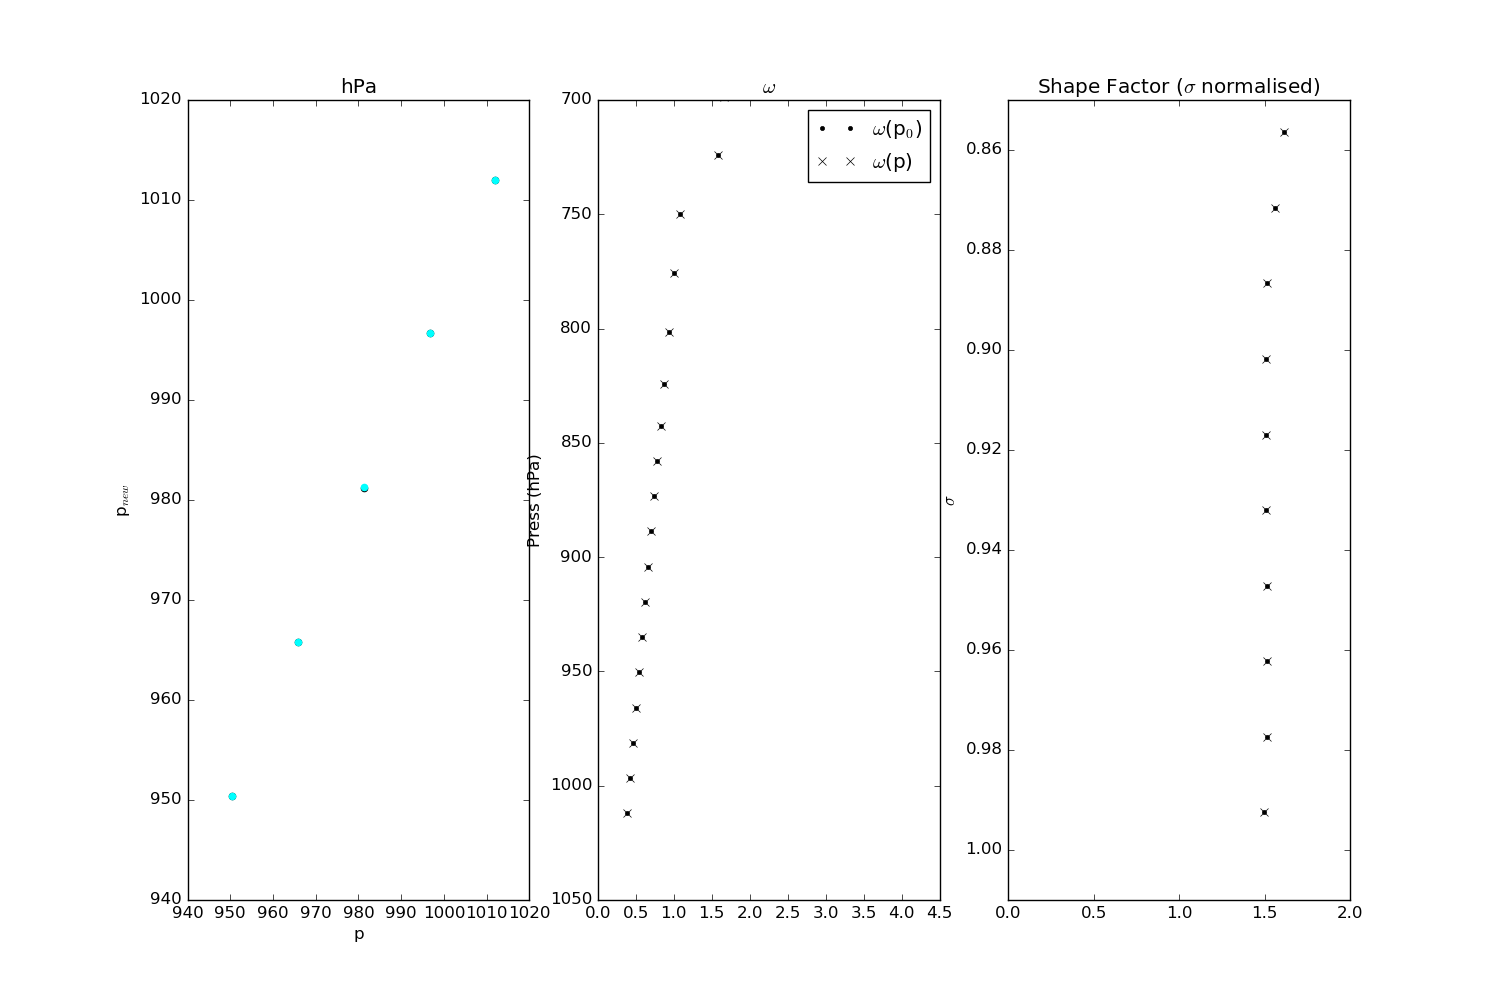 hPa
1020
1010
1000
990
980
970
960
950
940
940 950 960 970 980 990 1000 1010 1020
p
pₙₑw
ω
700
750
800
850
900
950
1000
1050
0.0 0.5 1.0 1.5 2.0 2.5 3.0 3.5 4.0 4.5
Press (hPa)
ω(p₀)
ω(p)
Shape Factor (σ normalised)
0.86
0.88
0.90
0.92
0.94
0.96
0.98
1.00
0.0 0.5 1.0 1.5 2.0
σ